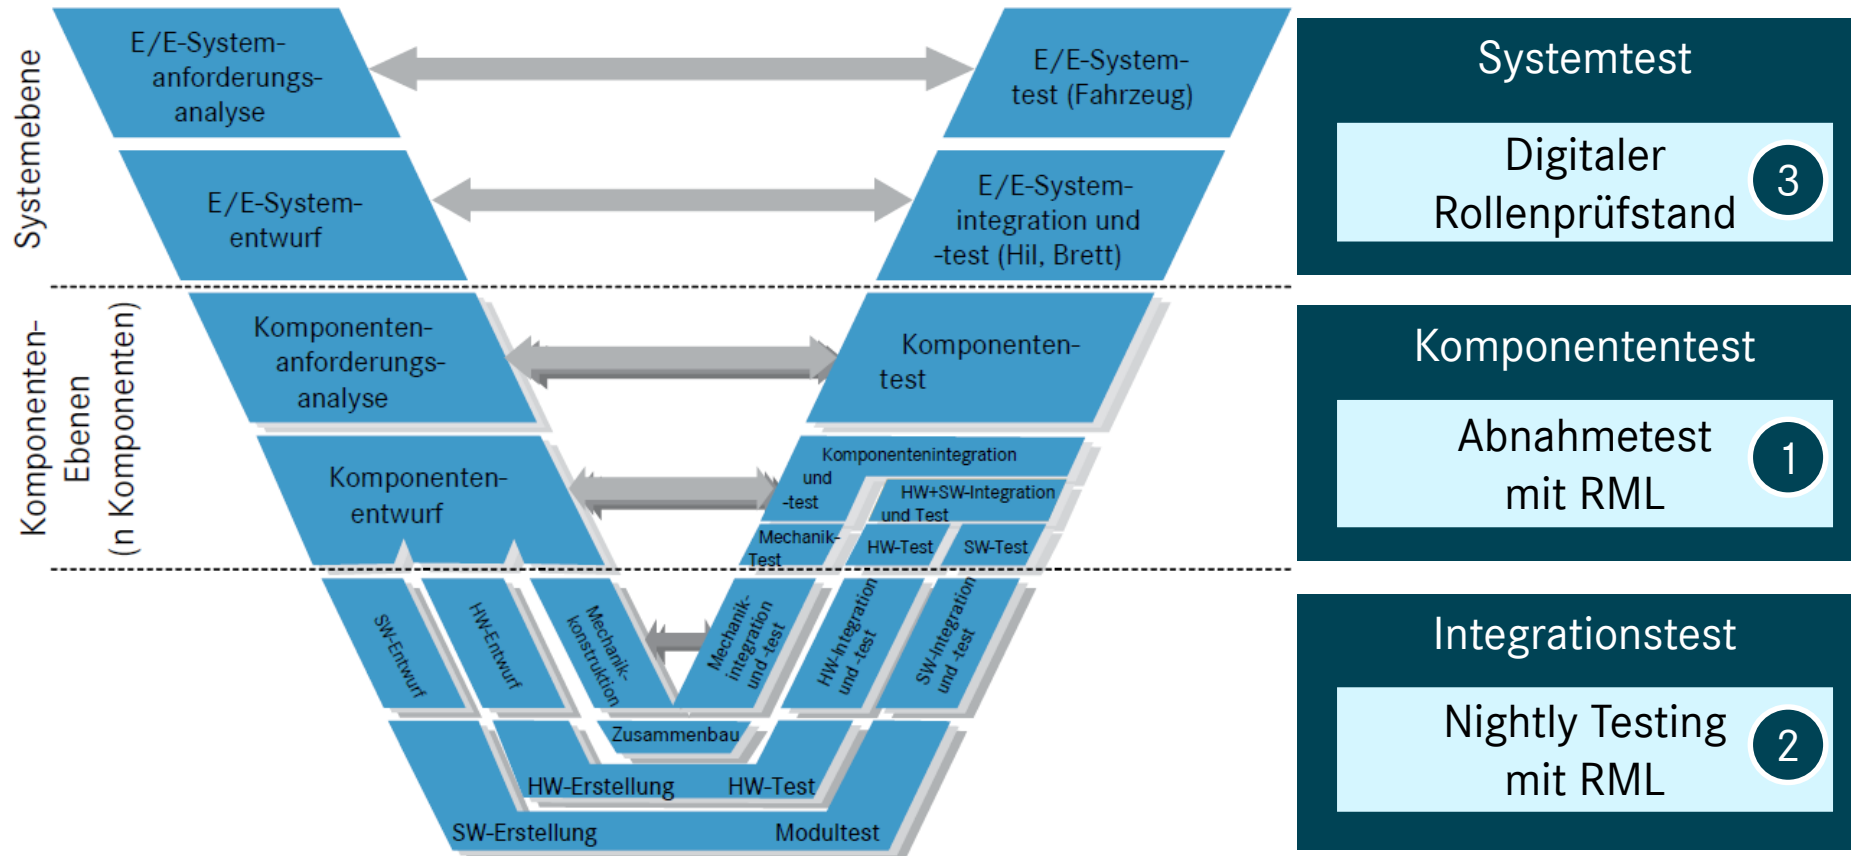 Systemebene
E/E-System-
anforderungs-
analyse
E/E-System-
test (Fahrzeug)
E/E-System-
entwurf
E/E-System-
integration und
-test (Hil, Brett)
Komponenten-
Ebenen
(n Komponenten)
Komponenten-
anforderungs-
analyse
Komponenten-
test
Komponenten-
entwurf
Komponentenintegration
und
-test
HW+SW-Integration
und Test
Mechanik-
Test
HW-Test
SW-Test
SW-Entwurf
HW-Entwurf
Mechanik-
konstruktion
Mechanik-
integration
und -test
HW-Integration
und -test
SW-Integration
und -test
Zusammenbau
HW-Erstellung
HW-Test
SW-Erstellung
Modultest
Systemtest
Digitaler
Rollenprüfstand
3
Komponententest
Abnahmetest
mit RML
1
Integrationstest
Nightly Testing
mit RML
2